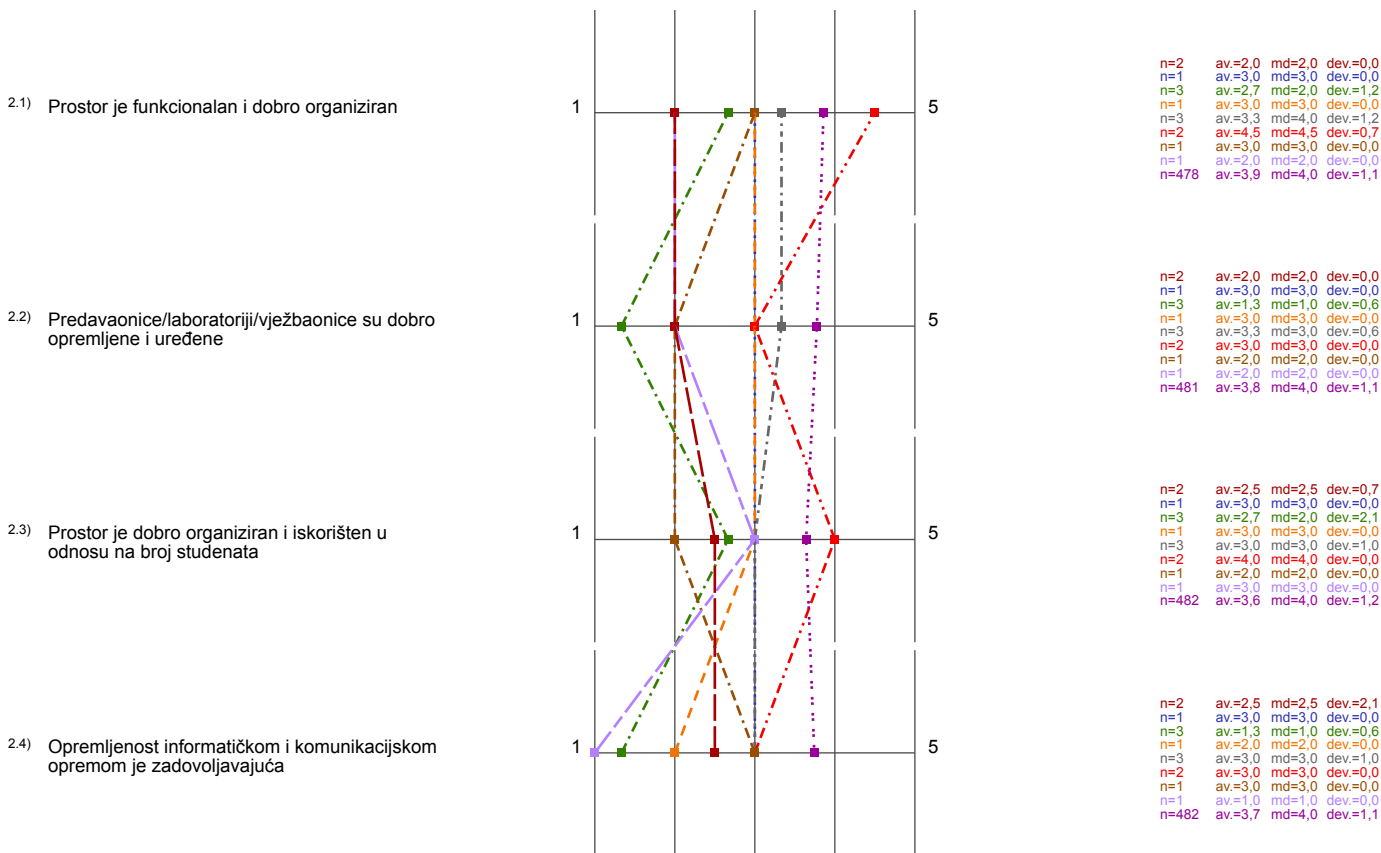 2.1) Prostor je funkcionalan i dobro organiziran
1 5
n=2 av.=2,0 md=2,0 dev.=0,0
n=1 av.=3,0 md=3,0 dev.=0,0
n=3 av.=2,7 md=2,0 dev.=1,2
n=1 av.=3,0 md=3,0 dev.=0,0
n=3 av.=3,3 md=4,0 dev.=1,2
n=2 av.=4,5 md=4,5 dev.=0,7
n=1 av.=3,0 md=3,0 dev.=0,0
n=1 av.=2,0 md=2,0 dev.=0,0
n=478 av.=3,9 md=4,0 dev.=1,1
2.2) Predavaonice/laboratoriji/vježbaonice su dobro
opremljene i uređene
1 5
n=2 av.=2,0 md=2,0 dev.=0,0
n=1 av.=3,0 md=3,0 dev.=0,0
n=3 av.=1,3 md=1,0 dev.=0,6
n=1 av.=3,0 md=3,0 dev.=0,0
n=3 av.=3,3 md=3,0 dev.=0,6
n=2 av.=3,0 md=3,0 dev.=0,0
n=1 av.=2,0 md=2,0 dev.=0,0
n=1 av.=2,0 md=2,0 dev.=0,0
n=481 av.=3,8 md=4,0 dev.=1,1
2.3) Prostor je dobro organiziran i iskorišten u
odnosu na broj studenata
1 5
n=2 av.=2,5 md=2,5 dev.=0,7
n=1 av.=3,0 md=3,0 dev.=0,0
n=3 av.=2,7 md=2,0 dev.=2,1
n=1 av.=3,0 md=3,0 dev.=0,0
n=3 av.=3,0 md=3,0 dev.=1,0
n=2 av.=4,0 md=4,0 dev.=0,0
n=1 av.=2,0 md=2,0 dev.=0,0
n=1 av.=3,0 md=3,0 dev.=0,0
n=482 av.=3,6 md=4,0 dev.=1,2
2.4) Opremljenost informatičkom i komunikacijskom
opremom je zadovoljavajuća
1 5
n=2 av.=2,5 md=2,5 dev.=2,1
n=1 av.=3,0 md=3,0 dev.=0,0
n=3 av.=1,3 md=1,0 dev.=0,6
n=1 av.=2,0 md=2,0 dev.=0,0
n=3 av.=3,0 md=3,0 dev.=1,0
n=2 av.=3,0 md=3,0 dev.=0,0
n=1 av.=3,0 md=3,0 dev.=0,0
n=1 av.=1,0 md=1,0 dev.=0,0
n=482 av.=3,7 md=4,0 dev.=1,1